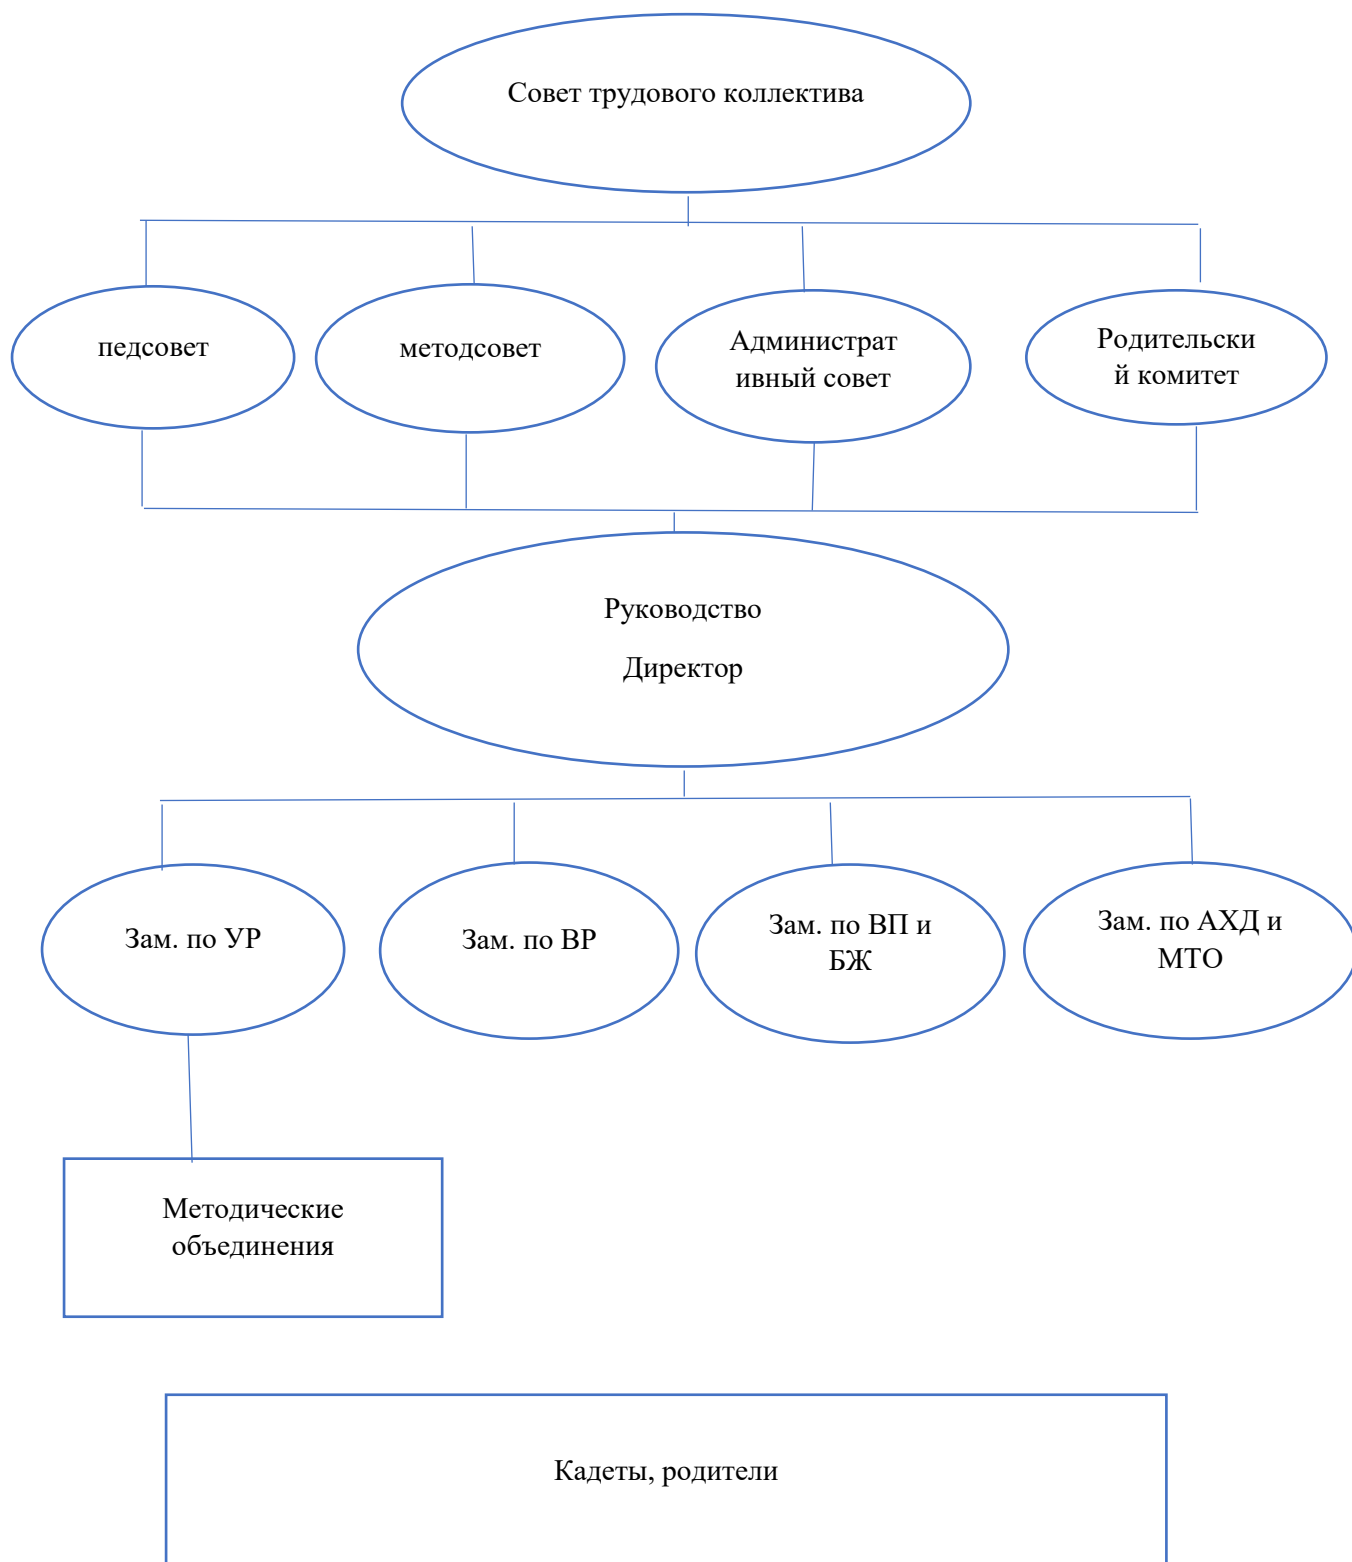 Совет трудового коллектива
педсовет
методсовет
Администрат
ивный совет
Родительски
й комитет
Руководство
Директор
Зам. по УР
Зам. по ВР
Зам. по ВП и
БЖ
Зам. по АХД и
МТО
Методические
объединения
Кадеты, родители